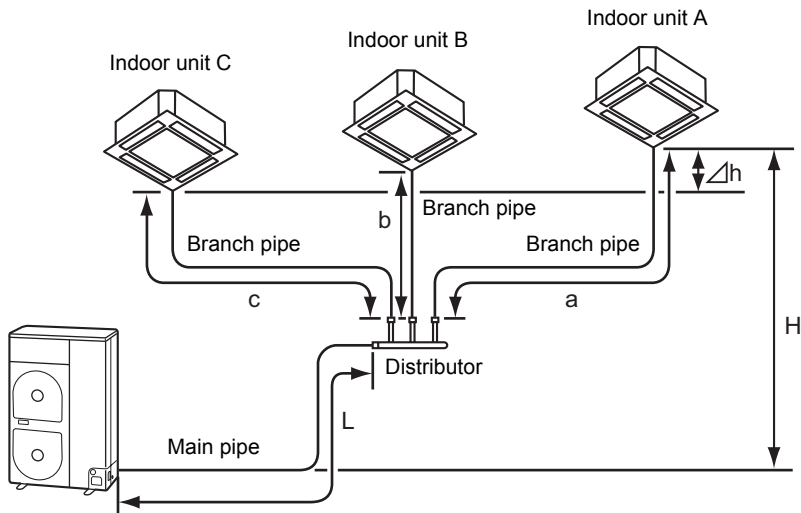 Indoor unit A
Indoor unit B
Indoor unit C
⊿h
Branch pipe
b
Branch pipe
Branch pipe
c
a
H
Distributor
L
Main pipe